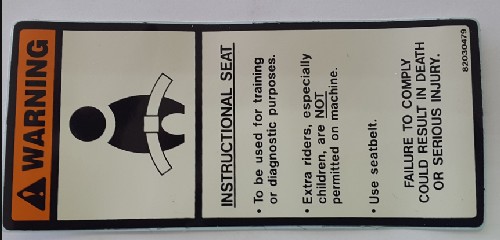 WARNING
INSTRUCTIONAL SEAT
• To be used for training
or diagnostic purposes.
• Extra riders, especially
children, are NOT
permitted on machine.
• Use seatbelt.
FAILURE TO COMPLY
COULD RESULT IN DEATH
OR SERIOUS INJURY.
82030479